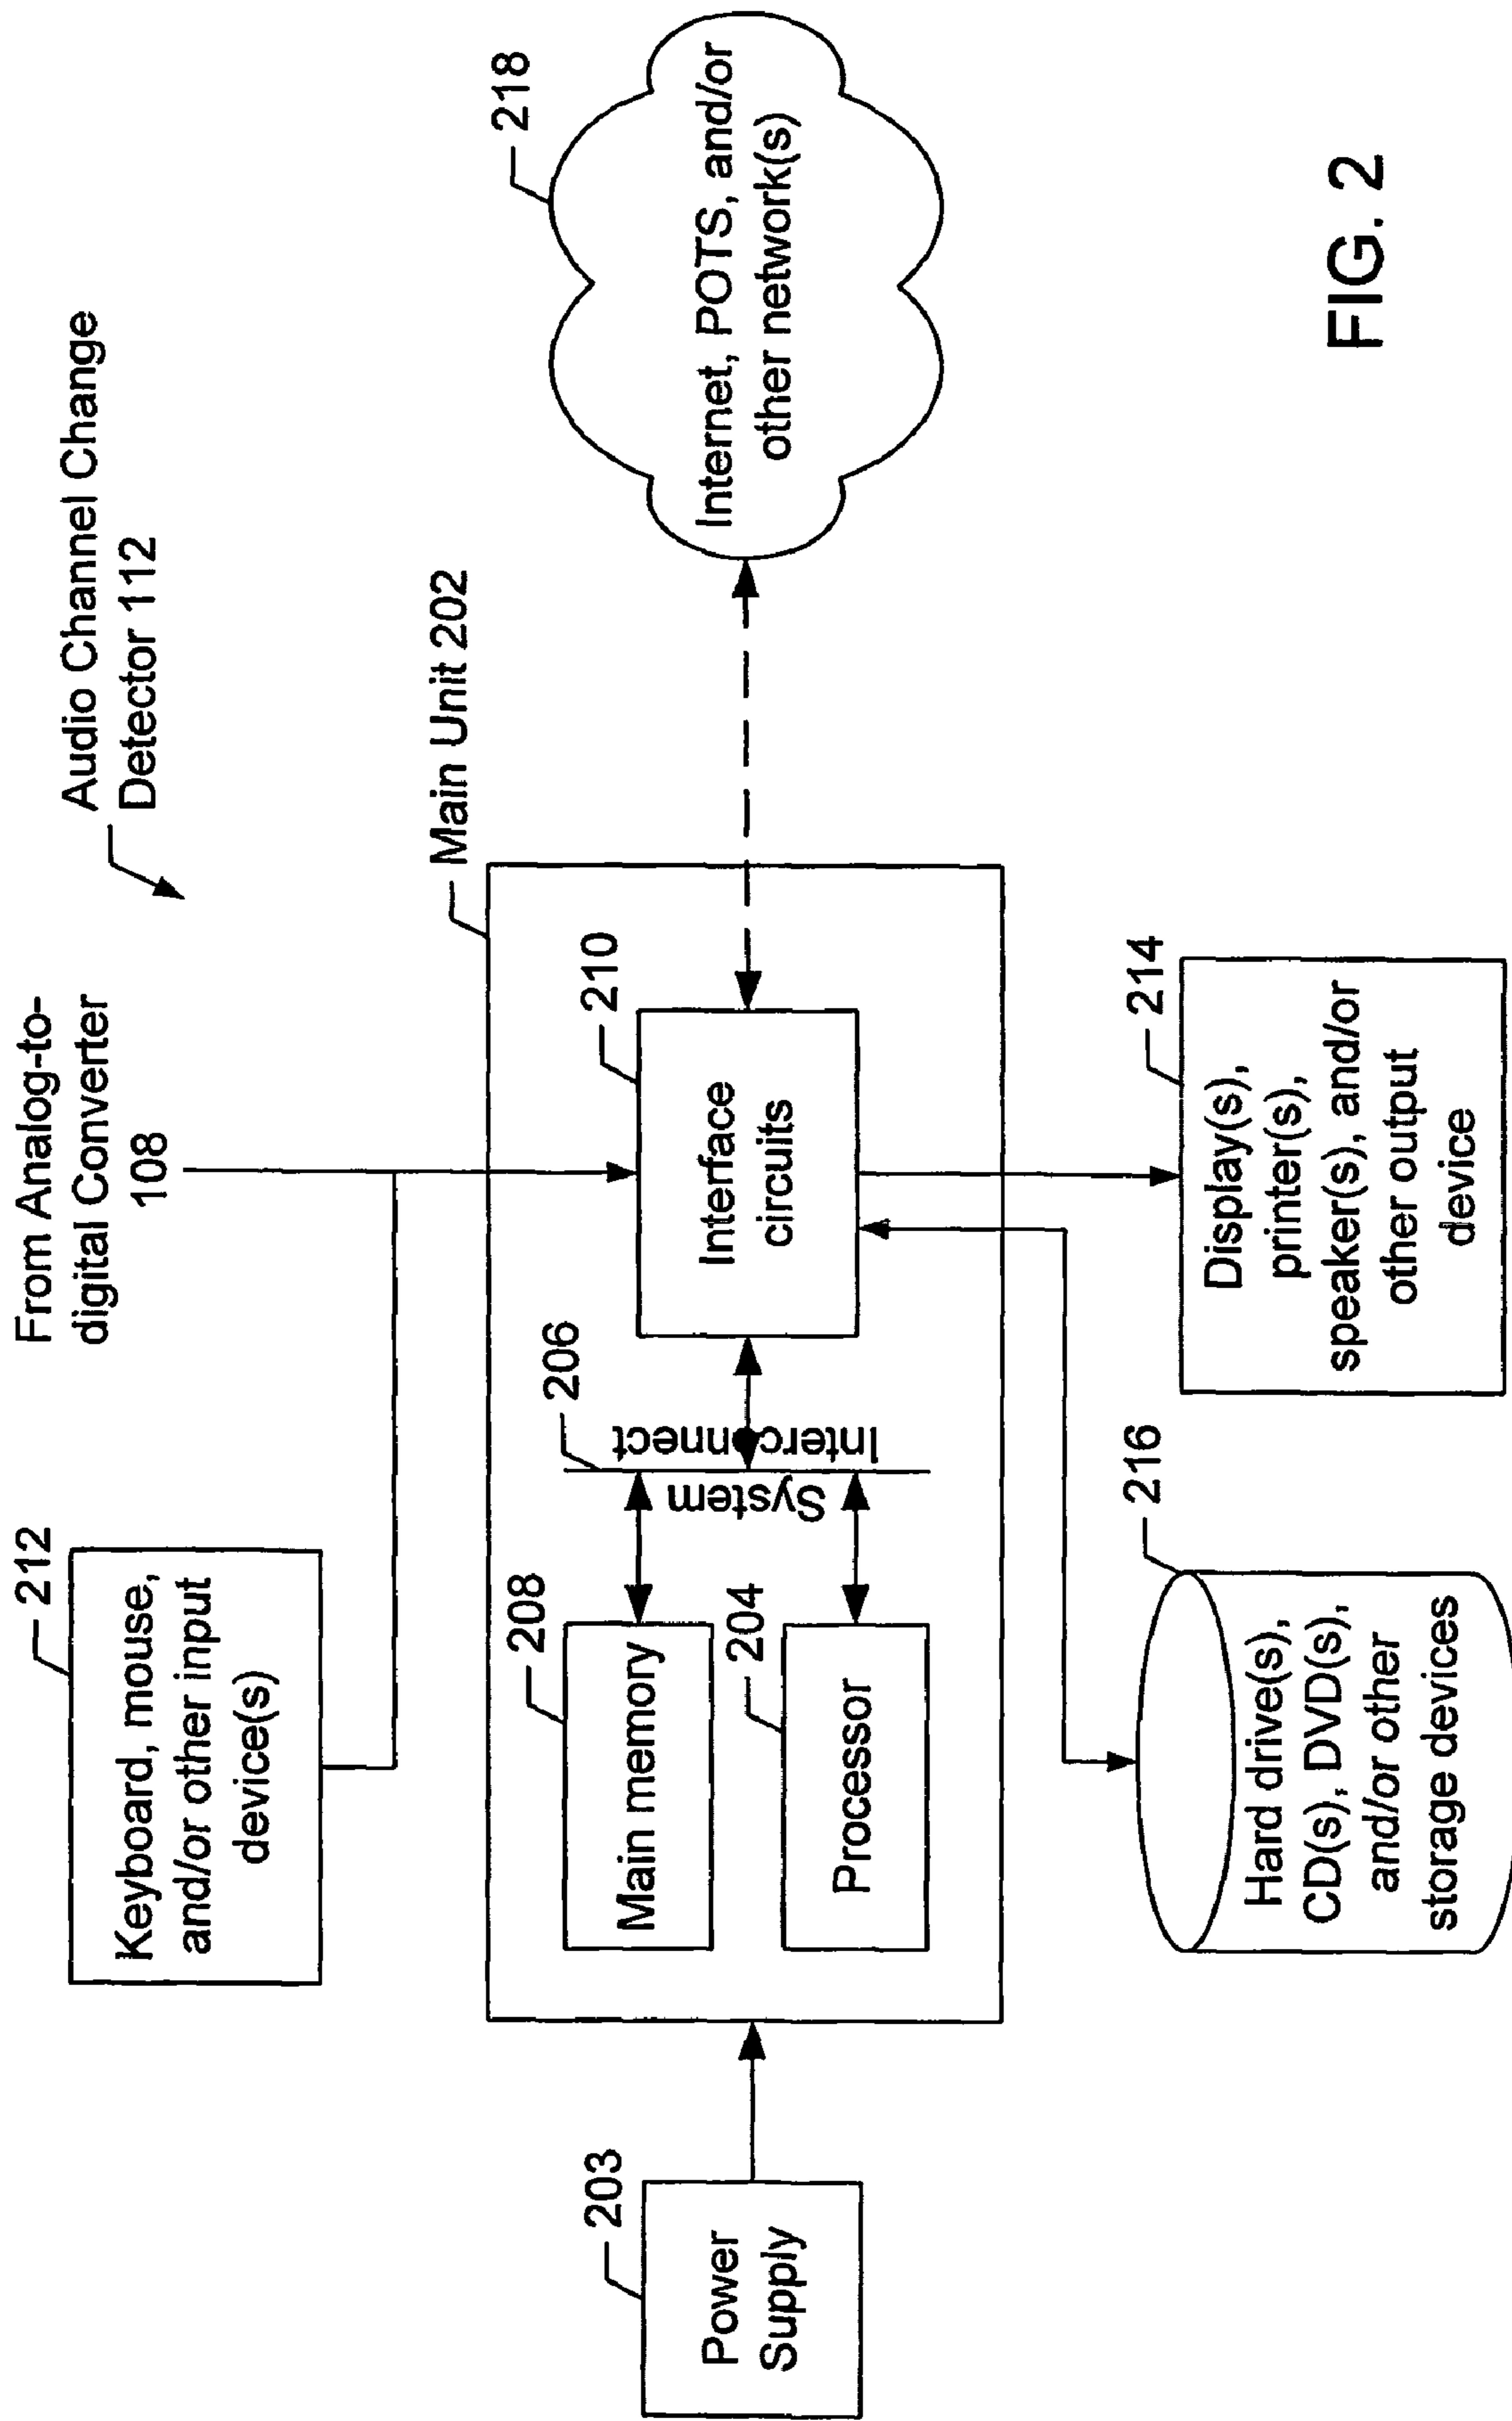 Audio Channel Change
Detector 112
From Analog-to-
digital Converter
108
212
Keyboard, mouse,
and/or other input
device(s)
Main Unit 202
203
Power
Supply
208
Main memory
204
Processor
206
System
Interconnect
210
Interface
circuits
218
Internet, POTS, and/or
other network(s)
216
Hard drive(s),
CD(s), DVD(s),
and/or other
storage devices
214
Display(s),
printer(s),
speaker(s), and/or
other output
device
FIG. 2